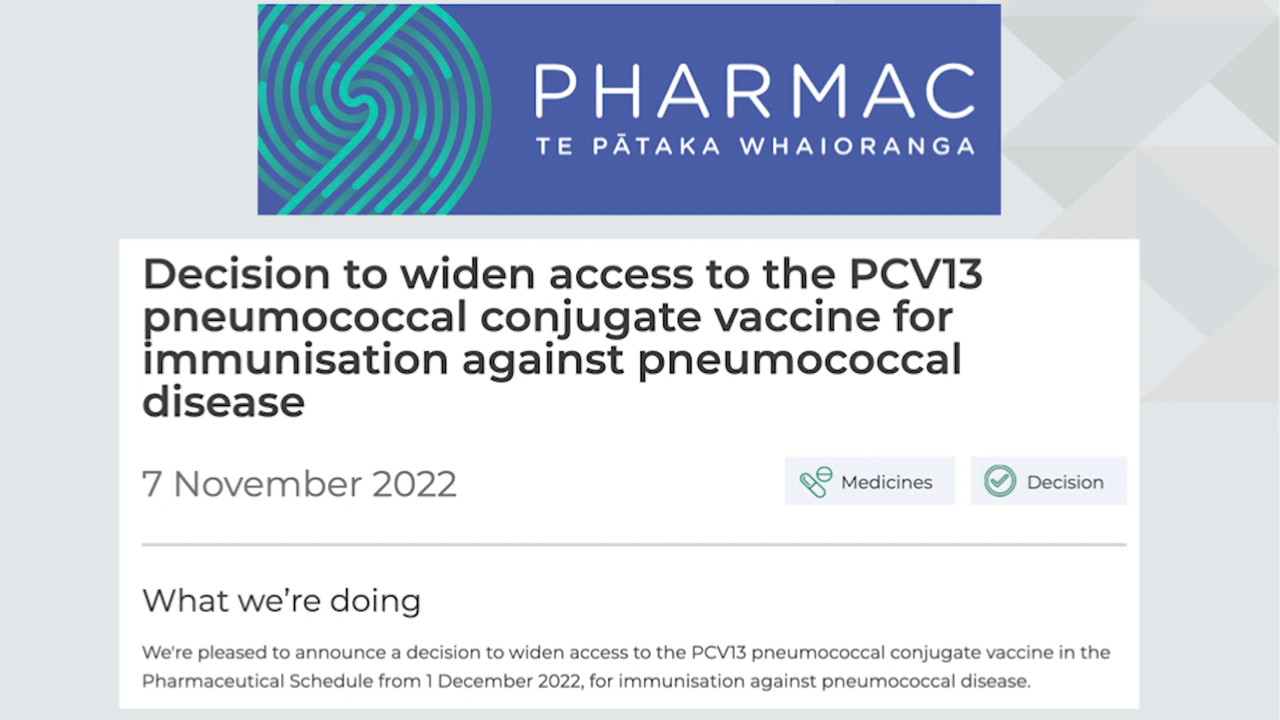 PHARMAC
TE PĀTAKA WHAIORANGA
Decision to widen access to the PCV13
pneumococcal conjugate vaccine for
immunisation against pneumococcal
disease
7 November 2022
Medicines
Decision
What we’re doing
We're pleased to announce a decision to widen access to the PCV13 pneumococcal conjugate vaccine in the
Pharmaceutical Schedule from 1 December 2022, for immunisation against pneumococcal disease.